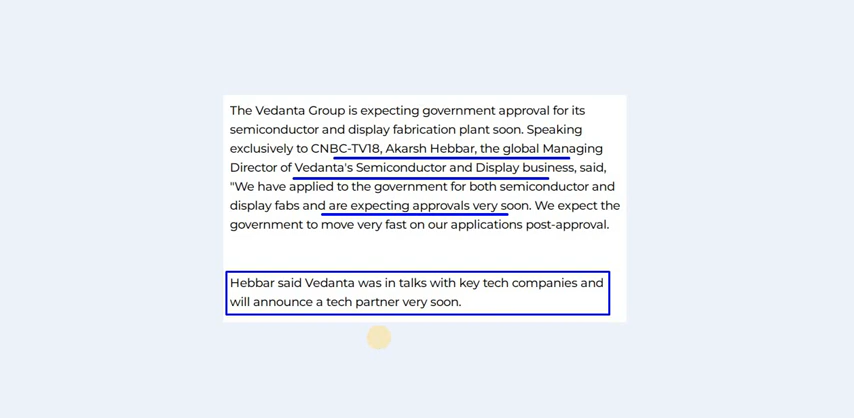 The Vedanta Group is expecting government approval for its
semiconductor and display fabrication plant soon. Speaking
exclusively to CNBC-TV18, Akarsh Hebbar, the global Managing
Director of Vedanta's Semiconductor and Display business, said,
"We have applied to the government for both semiconductor and
display fabs and are expecting approvals very soon. We expect the
government to move very fast on our applications post-approval.
Hebbar said Vedanta was in talks with key tech companies and
will announce a tech partner very soon.